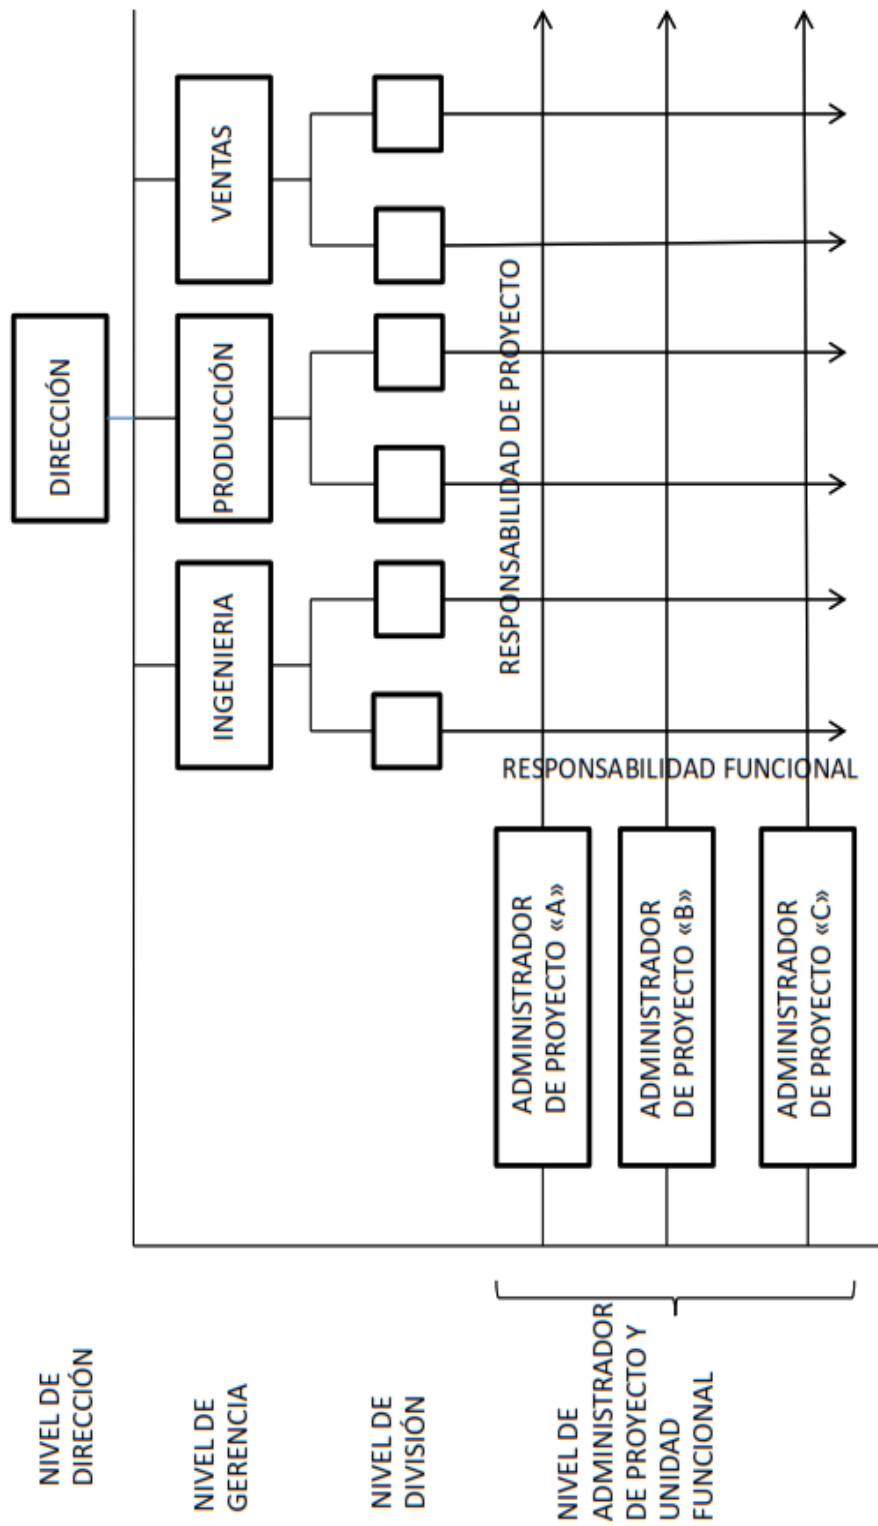 NIVEL DE
DIRECCIÓN
DIRECCIÓN
NIVEL DE
GERENCIA
INGENIERIA
PRODUCCIÓN
VENTAS
NIVEL DE
DIVISIÓN
RESPONSABILIDAD DE PROYECTO
RESPONSABILIDAD FUNCIONAL
NIVEL DE
ADMINISTRADOR
DE PROYECTO Y
UNIDAD
FUNCIONAL
ADMINISTRADOR
DE PROYECTO «A»
ADMINISTRADOR
DE PROYECTO «B»
ADMINISTRADOR
DE PROYECTO «C»